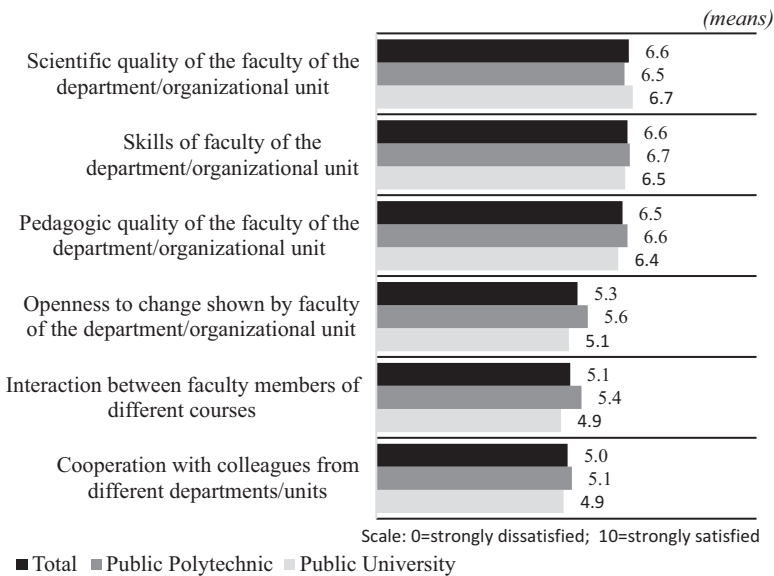 (means)
Scientific quality of the faculty of the
department/organizational unit
6.6
6.5
6.7
Skills of faculty of the
department/organizational unit
6.6
6.7
6.5
Pedagogic quality of the faculty of the
department/organizational unit
6.5
6.6
6.4
Openness to change shown by faculty
of the department/organizational unit
5.3
5.6
5.1
Interaction between faculty members of
different courses
5.1
5.4
4.9
Cooperation with colleagues from
different departments/units
5.0
5.1
4.9
Scale: 0=strongly dissatisfied; 10=strongly satisfied
Total Public Polytechnic Public University